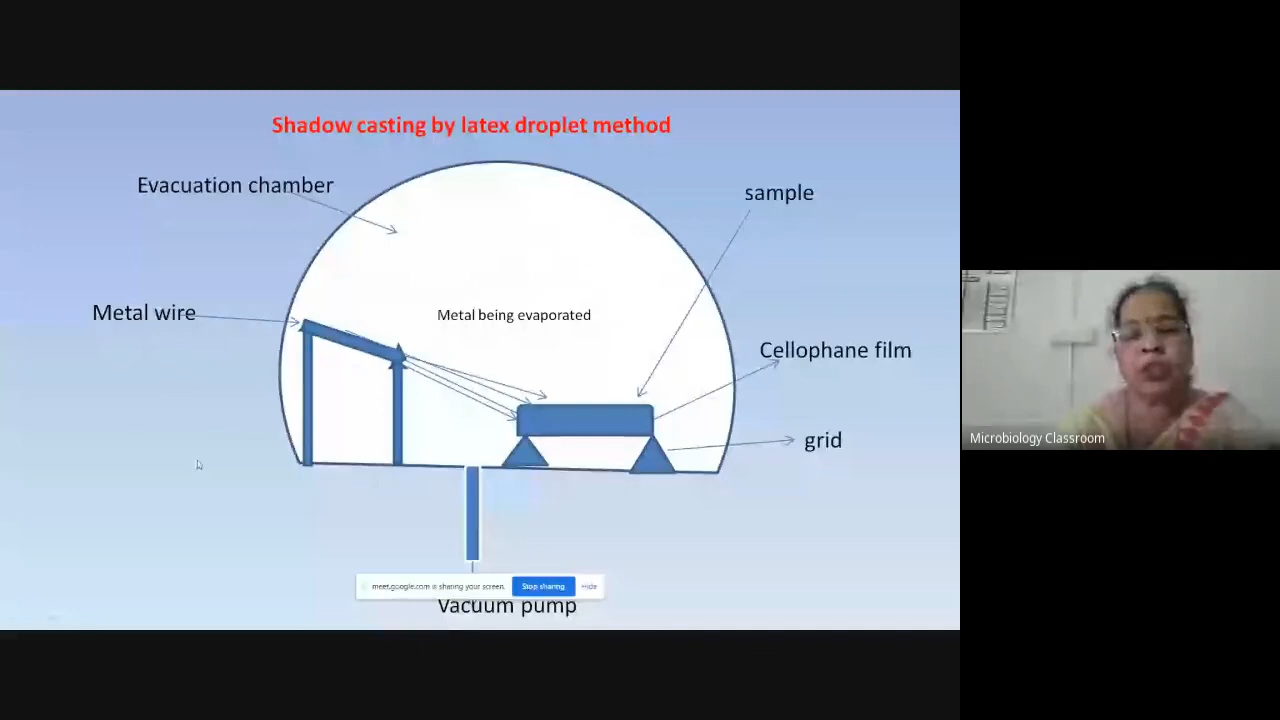 Shadow casting by latex droplet method
Evacuation chamber
sample
Metal wire
Metal being evaporated
Cellophane film
grid
Microbiology Classroom
meet.google.com is sharing your screen.
Stop sharing
Hide
Vacuum pump